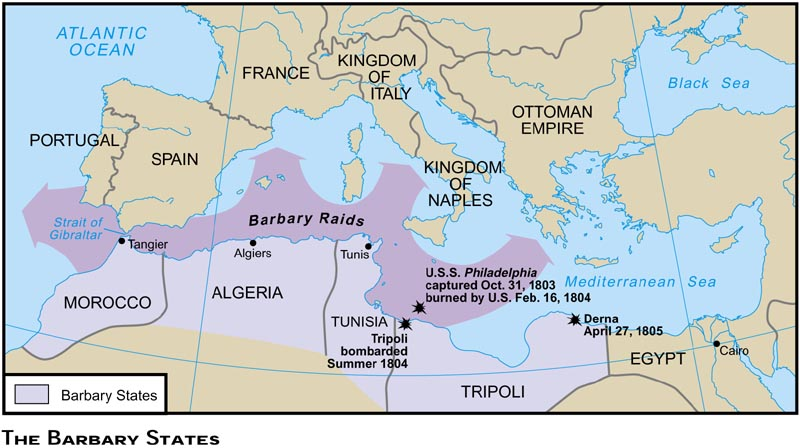 ATLANTIC
OCEAN
FRANCE
KINGDOM
OF
ITALY
Black Sea
OTTOMAN
EMPIRE
PORTUGAL
SPAIN
KINGDOM
OF
NAPLES
Barbary Raids
Strait of
Gibraltar
Tangier
Algiers
Tunis
U.S.S. Philadelphia
captured Oct. 31, 1803
burned by U.S. Feb. 16, 1804
Mediterranean Sea
MOROCCO
ALGERIA
TUNISIA
Tripoli
bombarded
Summer 1804
Derna
April 27, 1805
EGYPT
Cairo
TRIPOLI
Barbary States
THE BARBARY STATES